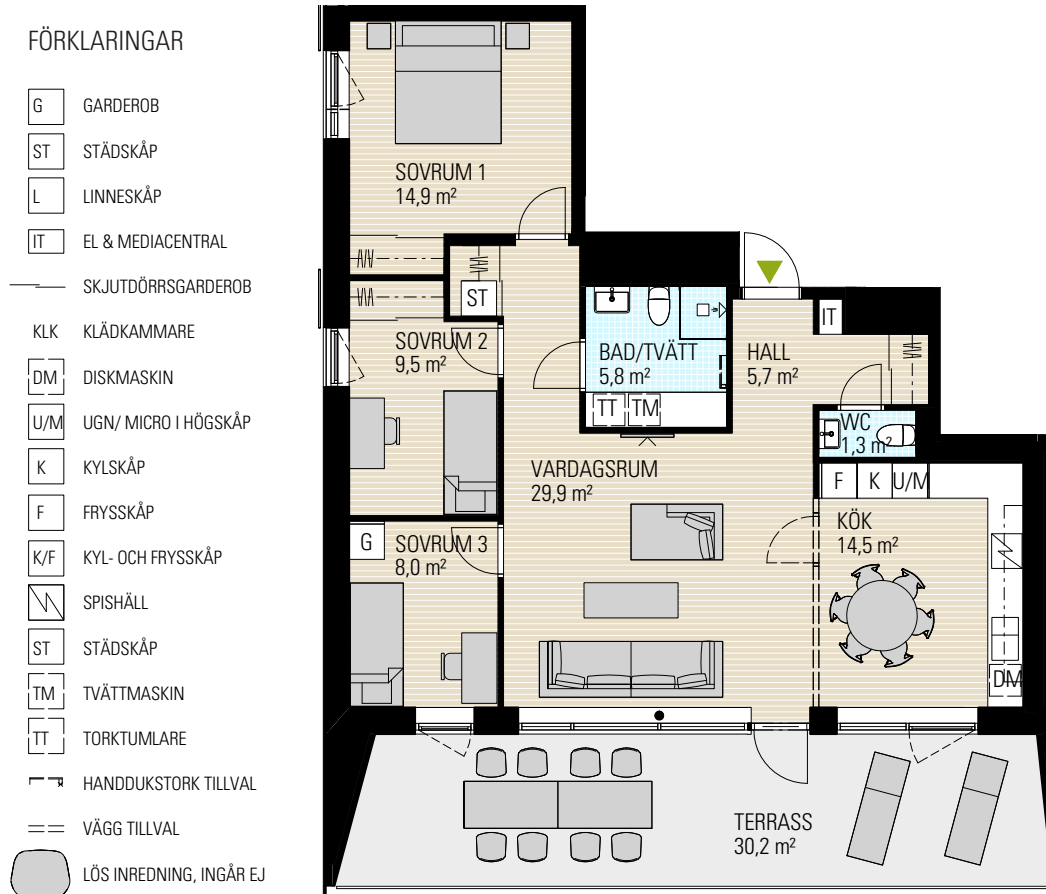 FÖRKLARINGAR
G GARDEROB
ST STÄDSKÅP
L LINNESKÅP
IT EL & MEDIACENTRAL
SKJUTDÖRRSGARDEROB
KLK KLÄDKAMMARE
DM DISKMASKIN
U/M UGN/ MICRO I HÖGSKÅP
K KYLSKÅP
F FRYSSKÅP
K/F KYL- OCH FRYSSKÅP
SPISHÄLL
ST STÄDSKÅP
TM TVÄTTMASKIN
TT TORKTUMLARE
HANDDUKSTORK TILLVAL
VÄGG TILLVAL
LÖS INREDNING, INGÅR EJ
SOVRUM 1
14,9 m²
ST
SOVRUM 2
9,5 m²
BAD/TVÄTT
5,8 m²
TT TM
HALL
5,7 m²
IT
WC
1,3 m²
VARDAGSRUM
29,9 m²
F K U/M
KÖK
14,5 m²
DM
G
SOVRUM 3
8,0 m²
TERRASS
30,2 m²